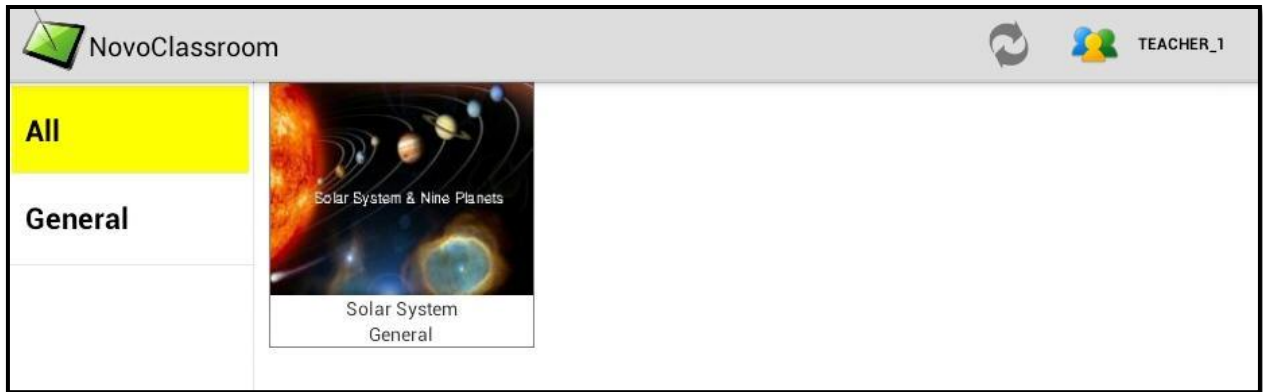 NovoClassroom
TEACHER_1
All
General
Solar System & Nine Planets
Solar System
General